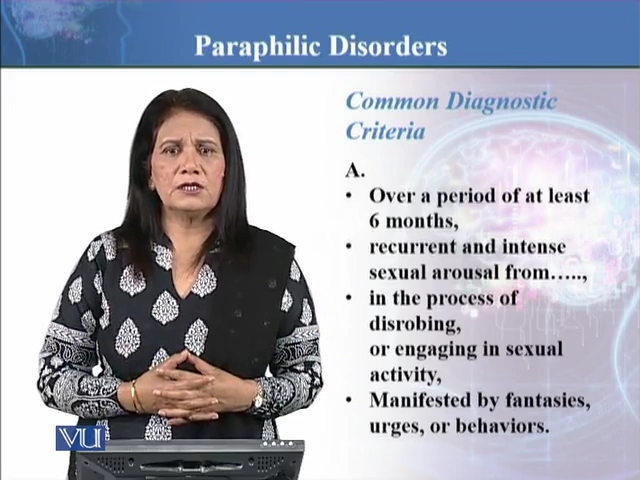 Paraphilic Disorders
Common Diagnostic
Criteria
A.
• Over a period of at least
6 months,
• recurrent and intense
sexual arousal from…..,
• in the process of
disrobing,
or engaging in sexual
activity,
• Manifested by fantasies,
urges, or behaviors.
VU